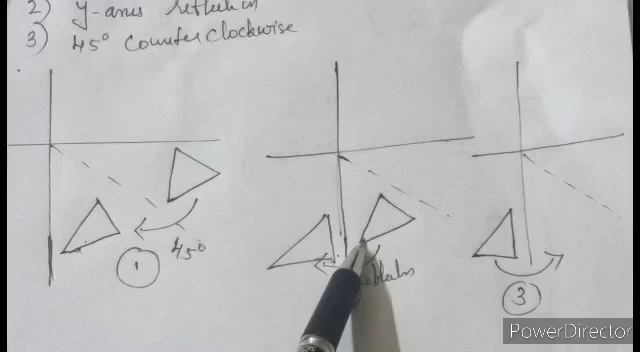 2) y-axis reflection
3) 45° Counter clockwise
45°
1
3
PowerDirector